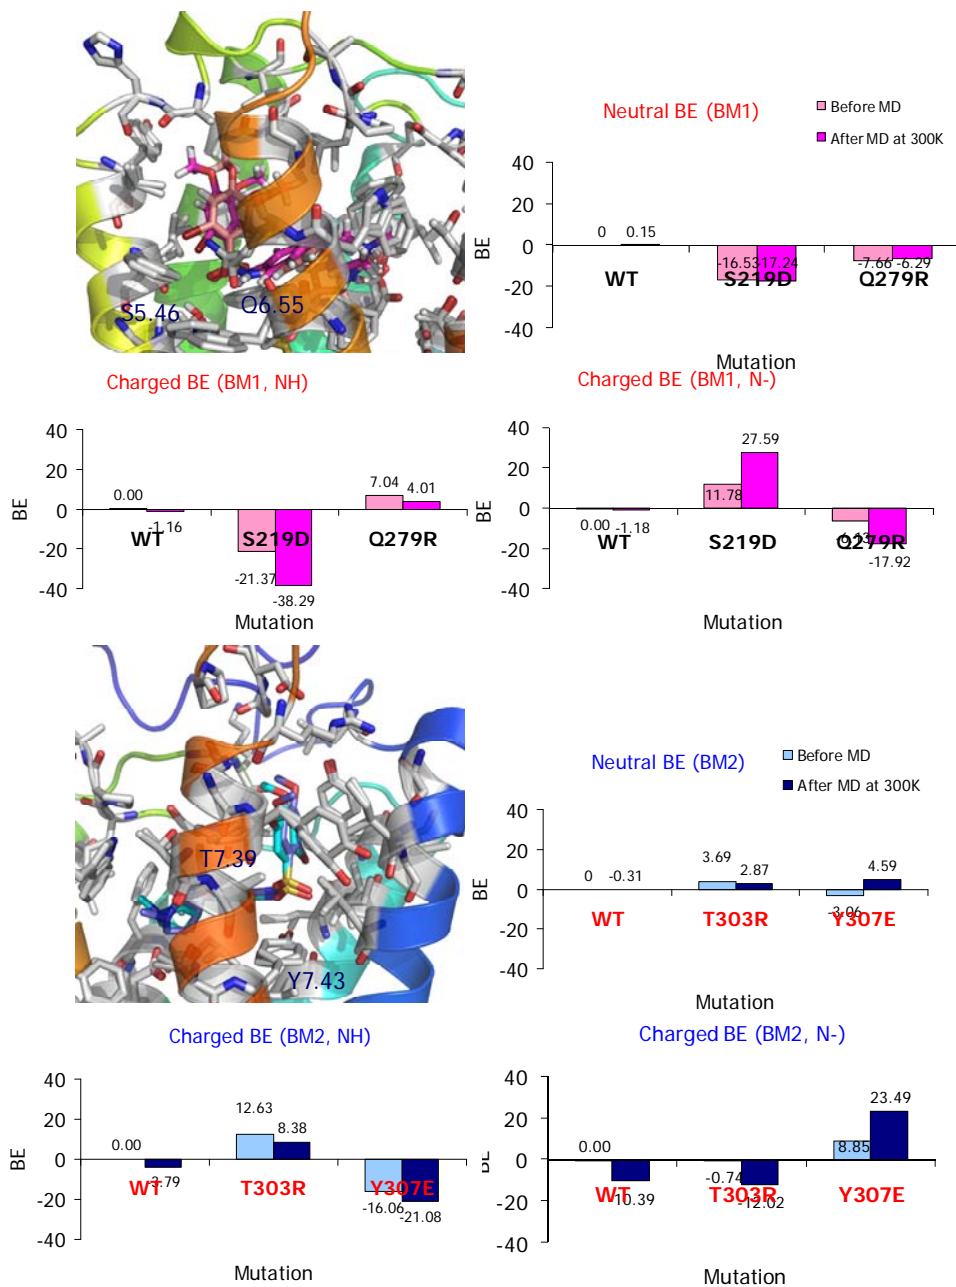 S5.46
Q6.55
Neutral BE (BM1)
Before MD
After MD at 300K
40
20
0
-20
-40
BE
0
0.15
-16.53
-17.24
-7.66
-6.29
WT
S219D
Q279R
Mutation
Charged BE (BM1, NH)
40
20
0
-20
-40
BE
0.00
-1.16
-21.37
-38.29
7.04
4.01
WT
S219D
Q279R
Mutation
Charged BE (BM1, N-)
40
20
0
-20
-40
BE
0.00
-1.18
11.78
27.59
-17.92
WT
S219D
Q279R
Mutation
T7.39
Y7.43
Neutral BE (BM2)
Before MD
After MD at 300K
40
20
0
-20
-40
BE
0
-0.31
3.69
2.87
-3.06
4.59
WT
T303R
Y307E
Mutation
Charged BE (BM2, NH)
40
20
0
-20
-40
BE
0.00
-3.79
12.63
8.38
-16.06
-21.08
WT
T303R
Y307E
Mutation
Charged BE (BM2, N-)
40
20
0
-20
-40
BE
0.00
-10.39
-0.74
-12.02
8.85
23.49
WT
T303R
Y307E
Mutation